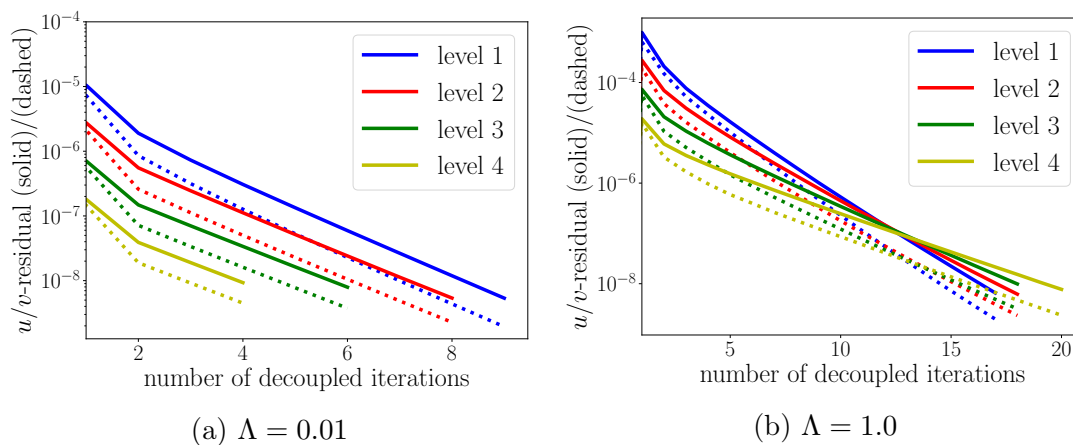 u/v-residual (solid)/(dashed)
10⁻⁴
10⁻⁵
10⁻⁶
10⁻⁷
10⁻⁸
level 1
level 2
level 3
level 4
2 4 6 8
number of decoupled iterations
(a) Λ = 0.01
u/v-residual (solid)/(dashed)
10⁻⁴
10⁻⁶
10⁻⁸
level 1
level 2
level 3
level 4
5 10 15 20
number of decoupled iterations
(b) Λ = 1.0